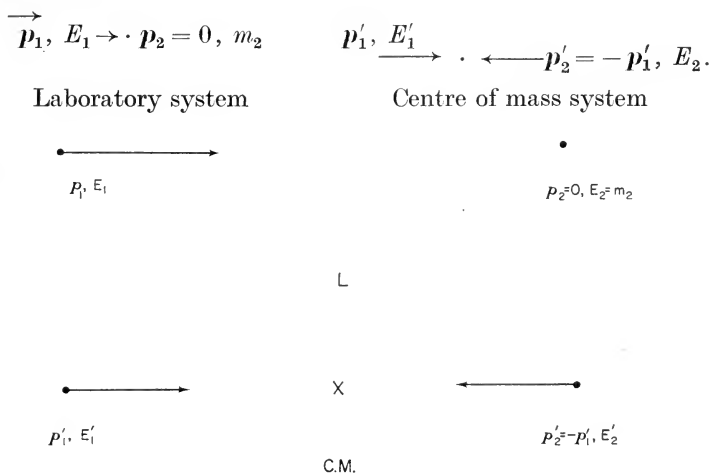 p₁, E₁ → · p₂ = 0, m₂ p′₁, E′₁ → · ← p′₂ = − p′₁, E₂.
Laboratory system Centre of mass system
P₁, E₁ P₂=0, E₂=m₂
L
X
P′₁, E′₁ P′₂=-P′₁, E′₂
C.M.